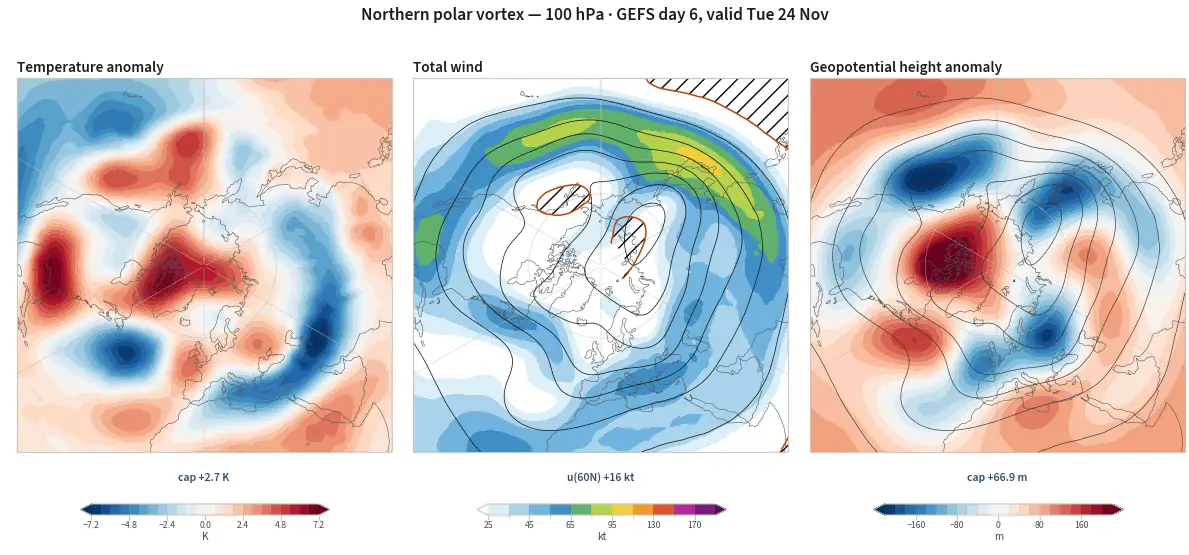 Northern polar vortex — 100 hPa · GEFS day 6, valid Tue 24 Nov
Temperature anomaly
Total wind
Geopotential height anomaly
cap +2.7 K
u(60N) +16 kt
cap +66.9 m
−7.2 −4.8 −2.4 0.0 2.4 4.8 7.2
K
25 45 65 95 130 170
kt
−160 −80 0 80 160
m